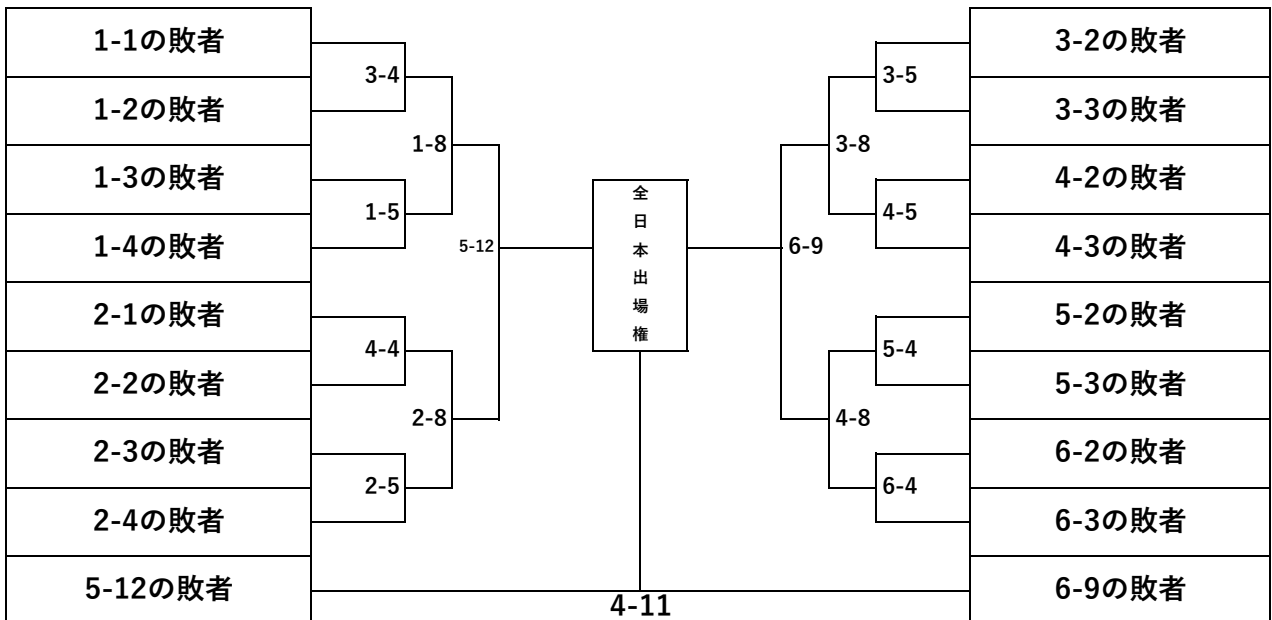 1-1の敗者
1-2の敗者
1-3の敗者
1-4の敗者
2-1の敗者
2-2の敗者
2-3の敗者
2-4の敗者
5-12の敗者
3-4
1-5
4-4
2-5
1-8
2-8
5-12
全
日
本
出
場
権
4-11
6-9
3-8
4-8
3-5
4-5
5-4
6-4
3-2の敗者
3-3の敗者
4-2の敗者
4-3の敗者
5-2の敗者
5-3の敗者
6-2の敗者
6-3の敗者
6-9の敗者